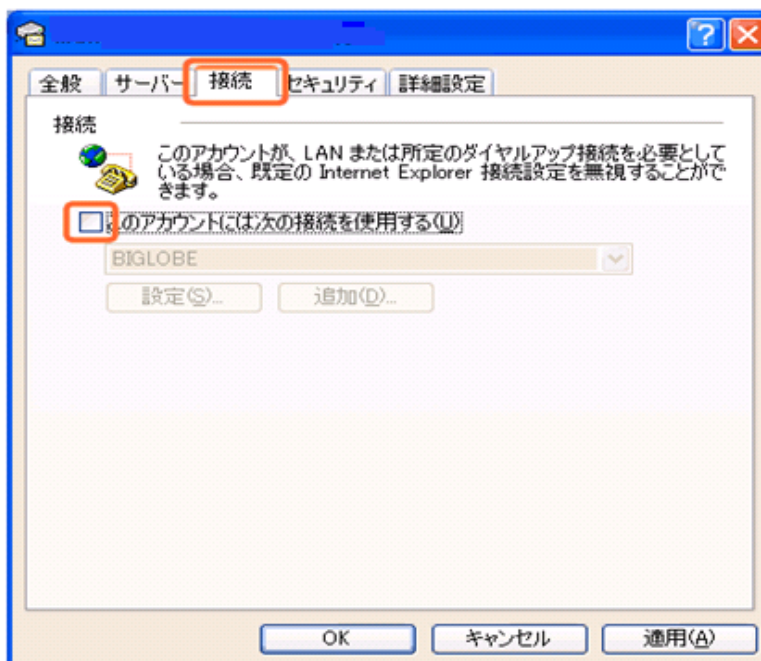 全般 サーバー 接続 セキュリティ 詳細設定
接続
このアカウントが、LAN または所定のダイヤルアップ接続を必要として
いる場合、既定の Internet Explorer 接続設定を無視することがで
きます。
このアカウントには次の接続を使用する(U)
BIGLOBE
設定(S)... 追加(D)...
OK キャンセル 適用(A)